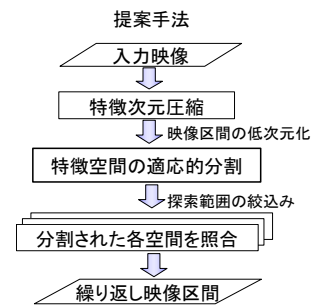 提案手法
入力映像
特徴次元圧縮
映像区間の低次元化
特徴空間の適応的分割
探索範囲の絞込み
分割された各空間を照合
繰り返し映像区間